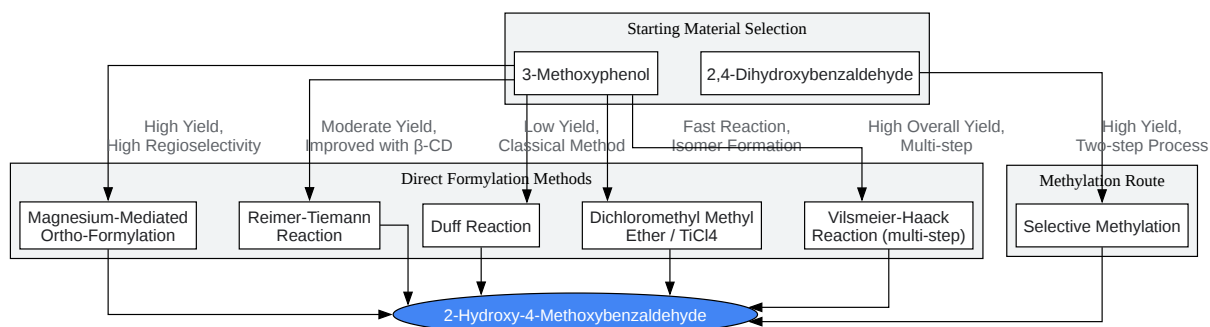 Starting Material Selection
3-Methoxyphenol
2,4-Dihydroxybenzaldehyde
High Yield,
High Regioselectivity
Moderate Yield,
Improved with β-CD
Low Yield,
Classical Method
Fast Reaction,
Isomer Formation
High Overall Yield,
Multi-step
High Yield,
Two-step Process
Direct Formylation Methods
Methylation Route
Magnesium-Mediated
Ortho-Formylation
Reimer-Tiemann
Reaction
Duff Reaction
Dichloromethyl Methyl
Ether / TiCl4
Vilsmeier-Haack
Reaction (multi-step)
Selective Methylation
2-Hydroxy-4-Methoxybenzaldehyde